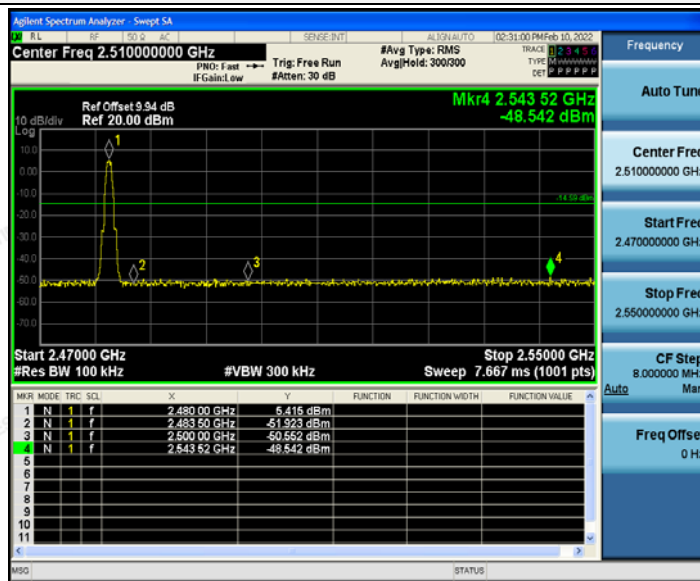 Agilent Spectrum Analyzer - Swept SA
RL RF 50 Ω AC SENSE:INT ALIGN AUTO 02:31:00 PM Feb 10, 2022
Center Freq 2.510000000 GHz
PNO: Fast
IFGain:Low
Trig: Free Run
#Atten: 30 dB
#Avg Type: RMS
Avg|Hold: 300/300
TRACE 1 2 3 4 5 6
TYPE M W W W W W
DET P P P P P P
Ref Offset 9.94 dB
Ref 20.00 dBm
10 dB/div
Log
Mkr4 2.543 52 GHz
-48.542 dBm
1
10.0
0.00
-10.0
-14.59 dBm
-20.0
-30.0
-40.0
2
3
4
-50.0
-60.0
-70.0
Start 2.47000 GHz
Stop 2.55000 GHz
#Res BW 100 kHz
#VBW 300 kHz
Sweep 7.667 ms (1001 pts)
MKR MODE TRC SCL X Y FUNCTION FUNCTION WIDTH FUNCTION VALUE
1 N 1 f 2.480 00 GHz 5.415 dBm
2 N 1 f 2.483 50 GHz -51.923 dBm
3 N 1 f 2.500 00 GHz -50.552 dBm
4 N 1 f 2.543 52 GHz -48.542 dBm
5
6
7
8
9
10
11
MSG
STATUS
Frequency
Auto Tune
Center Freq
2.510000000 GHz
Start Freq
2.470000000 GHz
Stop Freq
2.550000000 GHz
CF Step
8.000000 MHz
Auto Man
Freq Offset
0 Hz